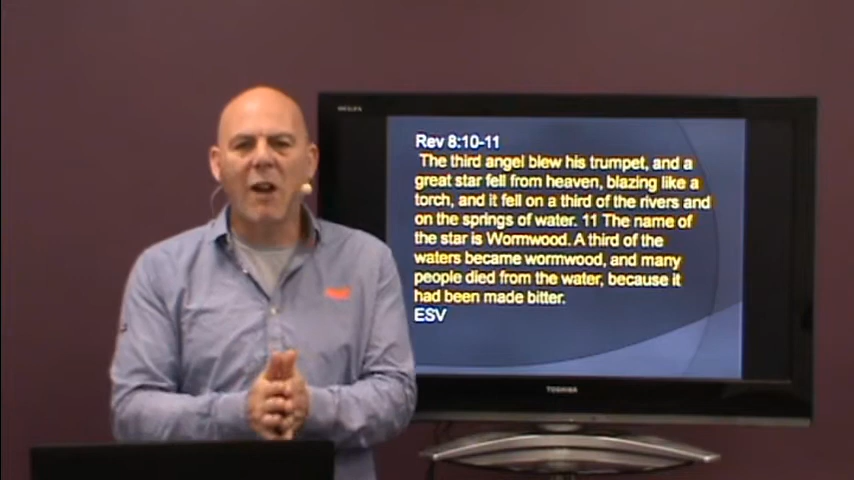 Rev 8:10-11
The third angel blew his trumpet, and a
great star fell from heaven, blazing like a
torch, and it fell on a third of the rivers and
on the springs of water. 11 The name of
the star is Wormwood. A third of the
waters became wormwood, and many
people died from the water, because it
had been made bitter.
ESV
TOSHIBA